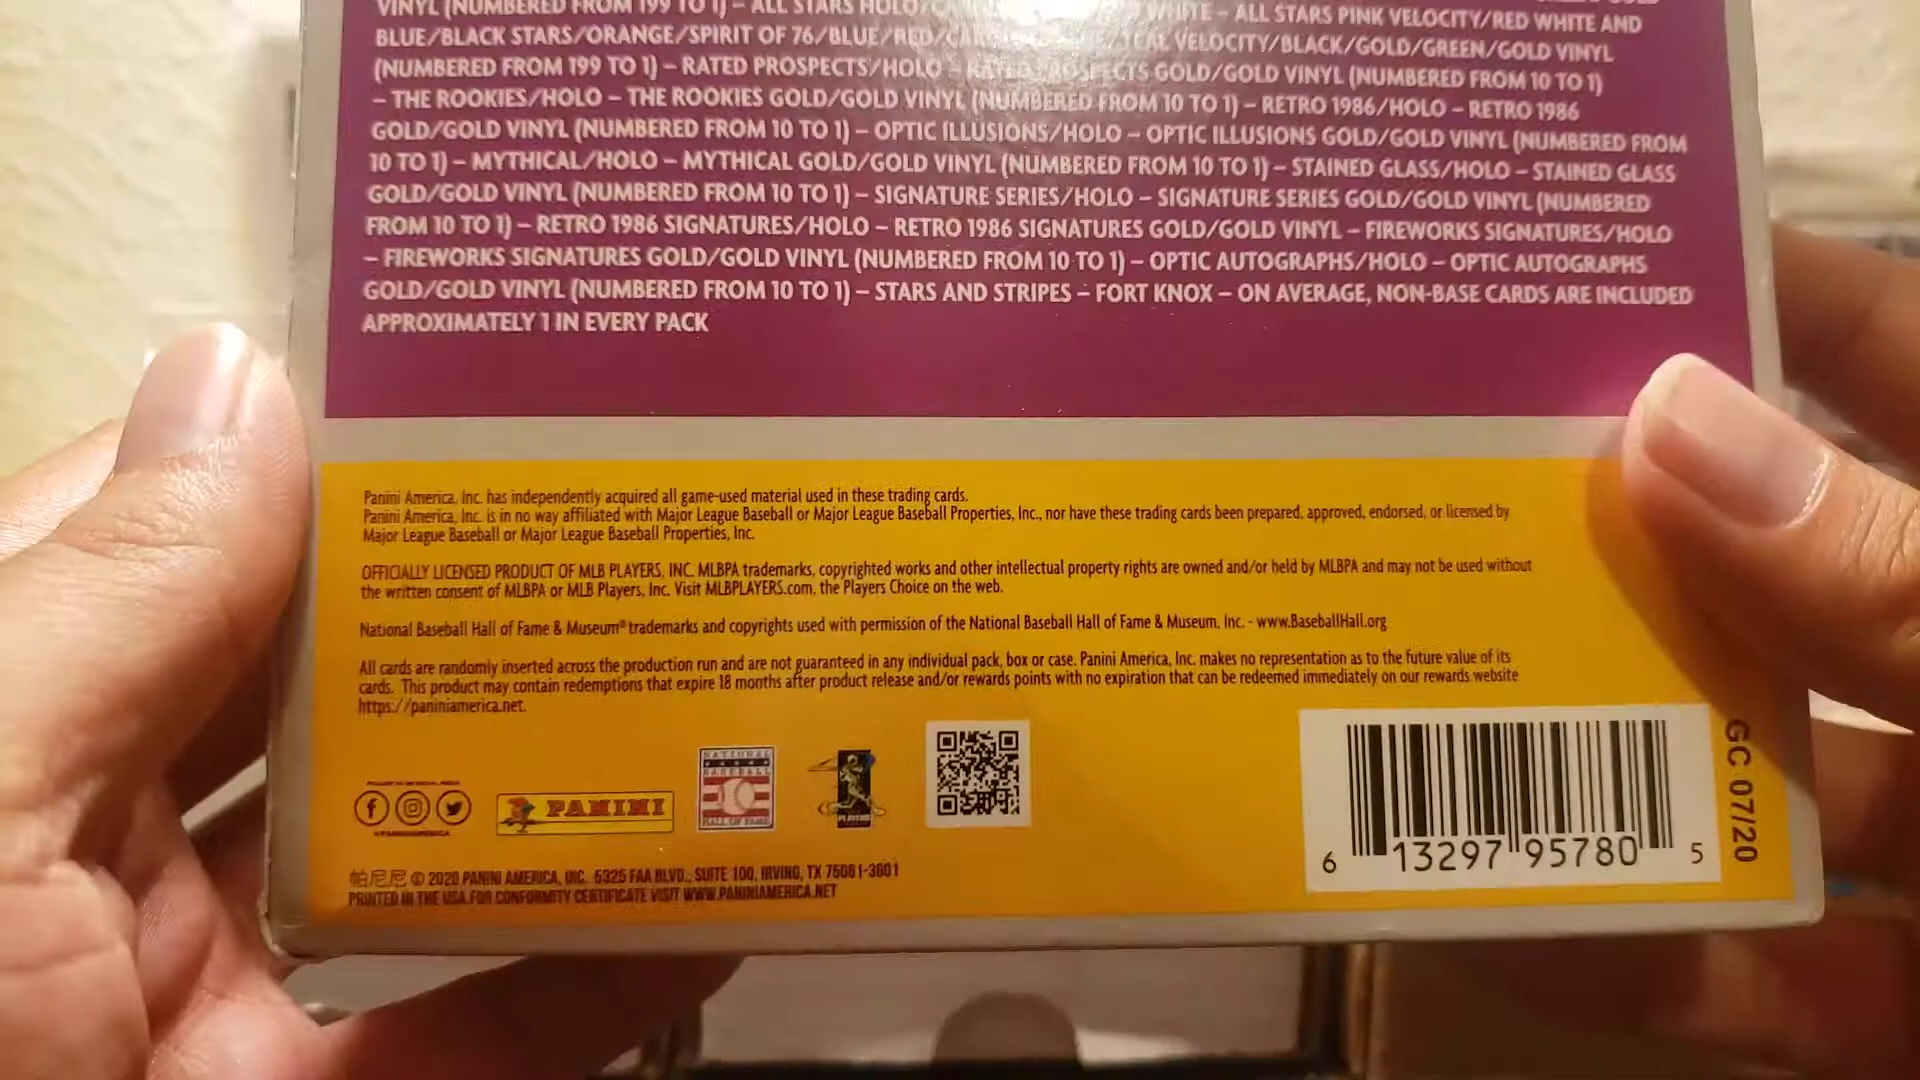 VINYL (NUMBERED FROM 199 TO 1) – ALL STARS HOLO/ WHITE – ALL STARS PINK VELOCITY/RED WHITE AND
BLUE/BLACK STARS/ORANGE/SPIRIT OF 76/BLUE/RED/ TEAL VELOCITY/BLACK/GOLD/GREEN/GOLD VINYL
(NUMBERED FROM 199 TO 1) – RATED PROSPECTS/HOLO – RATED PROSPECTS GOLD/GOLD VINYL (NUMBERED FROM 10 TO 1)
– THE ROOKIES/HOLO – THE ROOKIES GOLD/GOLD VINYL (NUMBERED FROM 10 TO 1) – RETRO 1986/HOLO – RETRO 1986
GOLD/GOLD VINYL (NUMBERED FROM 10 TO 1) – OPTIC ILLUSIONS/HOLO – OPTIC ILLUSIONS GOLD/GOLD VINYL (NUMBERED FROM
10 TO 1) – MYTHICAL/HOLO – MYTHICAL GOLD/GOLD VINYL (NUMBERED FROM 10 TO 1) – STAINED GLASS/HOLO – STAINED GLASS
GOLD/GOLD VINYL (NUMBERED FROM 10 TO 1) – SIGNATURE SERIES/HOLO – SIGNATURE SERIES GOLD/GOLD VINYL (NUMBERED
FROM 10 TO 1) – RETRO 1986 SIGNATURES/HOLO – RETRO 1986 SIGNATURES GOLD/GOLD VINYL – FIREWORKS SIGNATURES/HOLO
– FIREWORKS SIGNATURES GOLD/GOLD VINYL (NUMBERED FROM 10 TO 1) – OPTIC AUTOGRAPHS/HOLO – OPTIC AUTOGRAPHS
GOLD/GOLD VINYL (NUMBERED FROM 10 TO 1) – STARS AND STRIPES – FORT KNOX – ON AVERAGE, NON-BASE CARDS ARE INCLUDED
APPROXIMATELY 1 IN EVERY PACK
Panini America, Inc. has independently acquired all game-used material used in these trading cards.
Panini America, Inc. is in no way affiliated with Major League Baseball or Major League Baseball Properties, Inc., nor have these trading cards been prepared, approved, endorsed, or licensed by
Major League Baseball or Major League Baseball Properties, Inc.
OFFICIALLY LICENSED PRODUCT OF MLB PLAYERS, INC. MLBPA trademarks, copyrighted works and other intellectual property rights are owned and/or held by MLBPA and may not be used without
the written consent of MLBPA or MLB Players, Inc. Visit MLBPLAYERS.com, the Players Choice on the web.
National Baseball Hall of Fame & Museum® trademarks and copyrights used with permission of the National Baseball Hall of Fame & Museum, Inc. - www.BaseballHall.org
All cards are randomly inserted across the production run and are not guaranteed in any individual pack, box or case. Panini America, Inc. makes no representation as to the future value of its
cards. This product may contain redemptions that expire 18 months after product release and/or rewards points with no expiration that can be redeemed immediately on our rewards website
https://paniniamerica.net.
PANINI
NATIONAL
BASEBALL
HALL OF FAME
PLAYERS
6 13297 95780 5
GC 07/20
帕尼尼 © 2020 PANINI AMERICA, INC. 5325 FAA BLVD., SUITE 100, IRVING, TX 75061-3601
PRINTED IN THE USA. FOR CONFORMITY CERTIFICATE VISIT WWW.PANINIAMERICA.NET